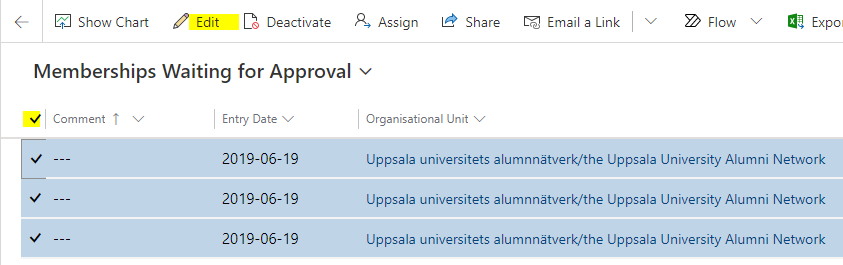 Show Chart Edit Deactivate Assign Share Email a Link Flow Expo
Memberships Waiting for Approval
Comment ↑ Entry Date Organisational Unit
--- 2019-06-19 Uppsala universitets alumnnätverk/the Uppsala University Alumni Network
--- 2019-06-19 Uppsala universitets alumnnätverk/the Uppsala University Alumni Network
--- 2019-06-19 Uppsala universitets alumnnätverk/the Uppsala University Alumni Network